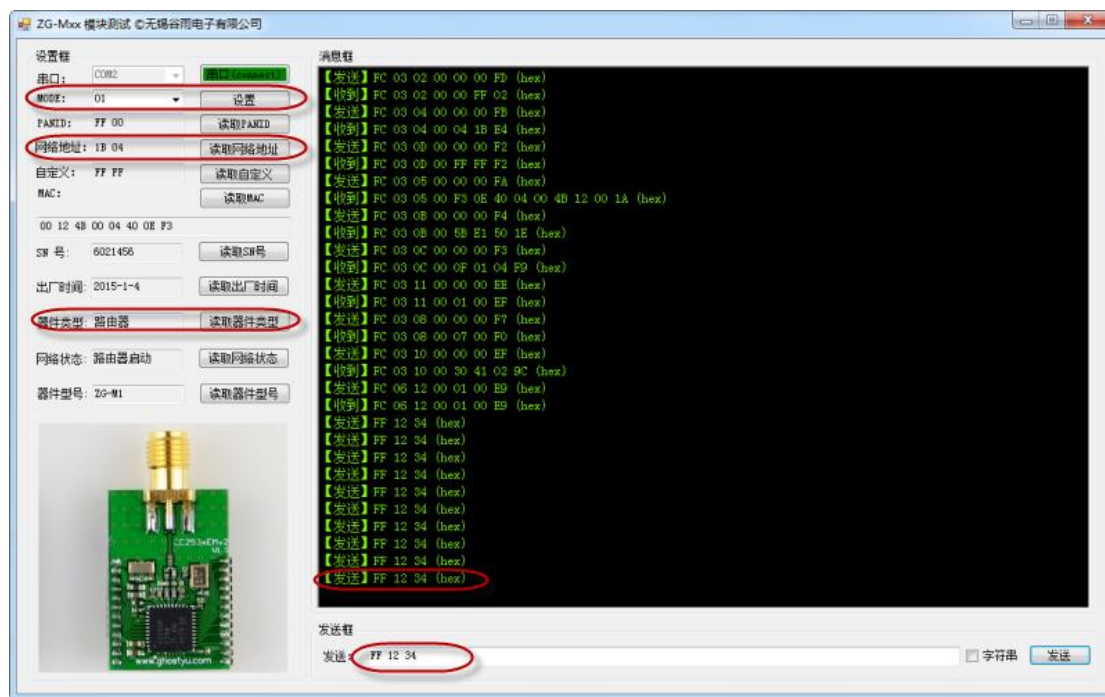 ZG-Mxx 模块测试 ©无锡谷雨电子有限公司
设置框
串口: COM2 串口(connect)
MODE: 01 设置
PANID: FF 00 读取PANID
网络地址: 1B 04 读取网络地址
自定义: FF FF 读取自定义
MAC: 读取MAC
00 12 4B 00 04 40 0E F3
SN 号: 6021456 读取SN号
出厂时间: 2015-1-4 读取出厂时间
器件类型: 路由器 读取器件类型
网络状态: 路由器启动 读取网络状态
器件型号: ZG-M1 读取器件型号
CC253xEMv2
V1.
www.ghostyu.com
消息框
【发送】FC 03 02 00 00 00 FD (hex)
【收到】FC 03 02 00 00 FF 02 (hex)
【发送】FC 03 04 00 00 00 FB (hex)
【收到】FC 03 04 00 04 1B E4 (hex)
【发送】FC 03 0D 00 00 00 F2 (hex)
【收到】FC 03 0D 00 FF FF F2 (hex)
【发送】FC 03 05 00 00 00 FA (hex)
【收到】FC 03 05 00 F3 0E 40 04 00 4B 12 00 1A (hex)
【发送】FC 03 0B 00 00 00 F4 (hex)
【收到】FC 03 0B 00 5B E1 50 1E (hex)
【发送】FC 03 0C 00 00 00 F3 (hex)
【收到】FC 03 0C 00 0F 01 04 F9 (hex)
【发送】FC 03 11 00 00 00 EE (hex)
【收到】FC 03 11 00 01 00 EF (hex)
【发送】FC 03 08 00 00 00 F7 (hex)
【收到】FC 03 08 00 07 00 F0 (hex)
【发送】FC 03 10 00 00 00 EF (hex)
【收到】FC 03 10 00 30 41 02 9C (hex)
【发送】FC 06 12 00 01 00 E9 (hex)
【收到】FC 06 12 00 01 00 E9 (hex)
【发送】FF 12 34 (hex)
【发送】FF 12 34 (hex)
【发送】FF 12 34 (hex)
【发送】FF 12 34 (hex)
【发送】FF 12 34 (hex)
【发送】FF 12 34 (hex)
【发送】FF 12 34 (hex)
【发送】FF 12 34 (hex)
【发送】FF 12 34 (hex)
【发送】FF 12 34 (hex)
发送框
发送: FF 12 34 字符串 发送